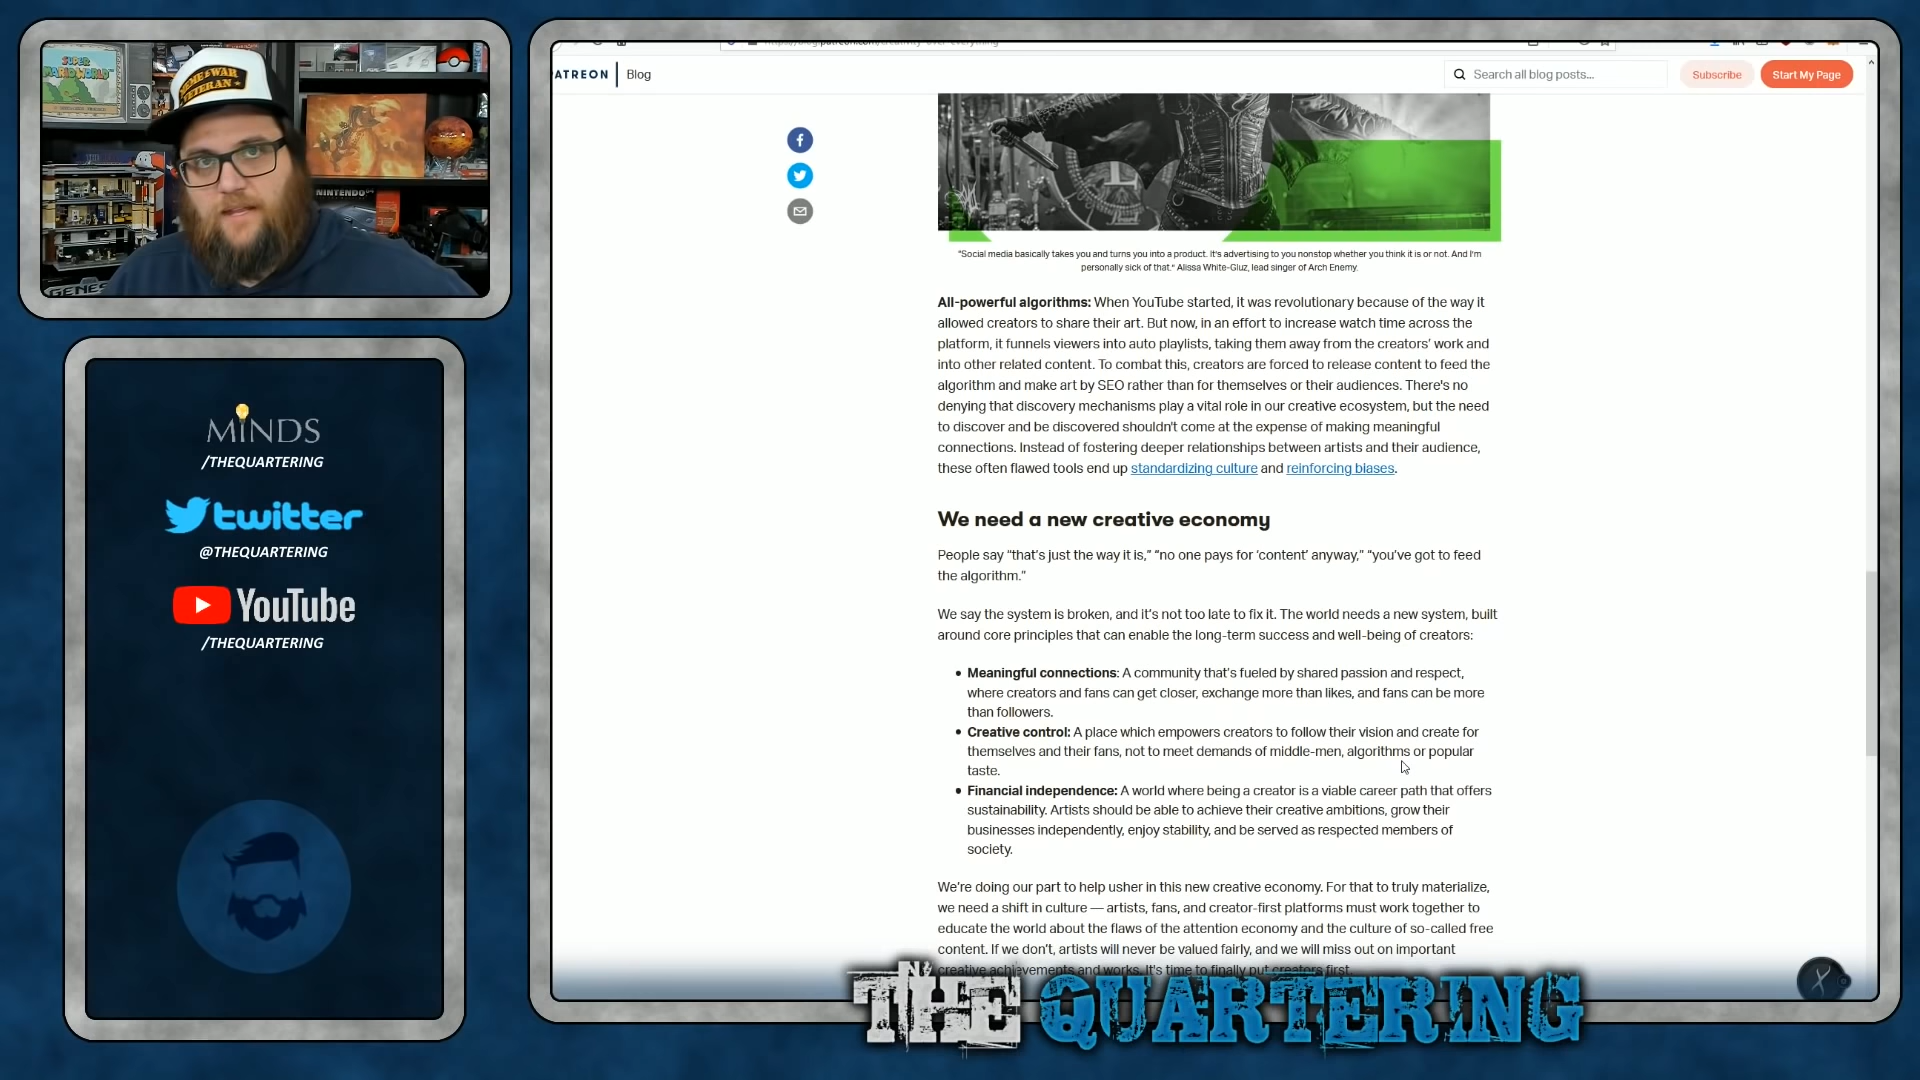 SUPER
MARIO WORLD
GAME & WAR
VETERAN
NINTENDO
GENES
MINDS
/THEQUARTERING
twitter
@THEQUARTERING
YouTube
/THEQUARTERING
ATREON
Blog
Search all blog posts...
Subscribe
Start My Page
"Social media basically takes you and turns you into a product. It's advertising to you nonstop whether you think it is or not. And I'm
personally sick of that." Alissa White-Gluz, lead singer of Arch Enemy.
All-powerful algorithms: When YouTube started, it was revolutionary because of the way it
allowed creators to share their art. But now, in an effort to increase watch time across the
platform, it funnels viewers into auto playlists, taking them away from the creators' work and
into other related content. To combat this, creators are forced to release content to feed the
algorithm and make art by SEO rather than for themselves or their audiences. There's no
denying that discovery mechanisms play a vital role in our creative ecosystem, but the need
to discover and be discovered shouldn't come at the expense of making meaningful
connections. Instead of fostering deeper relationships between artists and their audience,
these often flawed tools end up standardizing culture and reinforcing biases.
We need a new creative economy
People say “that's just the way it is,” “no one pays for 'content' anyway,” “you've got to feed
the algorithm.”
We say the system is broken, and it's not too late to fix it. The world needs a new system, built
around core principles that can enable the long-term success and well-being of creators:
• Meaningful connections: A community that's fueled by shared passion and respect,
where creators and fans can get closer, exchange more than likes, and fans can be more
than followers.
• Creative control: A place which empowers creators to follow their vision and create for
themselves and their fans, not to meet demands of middle-men, algorithms or popular
taste.
• Financial independence: A world where being a creator is a viable career path that offers
sustainability. Artists should be able to achieve their creative ambitions, grow their
businesses independently, enjoy stability, and be served as respected members of
society.
We're doing our part to help usher in this new creative economy. For that to truly materialize,
we need a shift in culture — artists, fans, and creator-first platforms must work together to
educate the world about the flaws of the attention economy and the culture of so-called free
content. If we don't, artists will never be valued fairly, and we will miss out on important
creative achievements and works. It's time to finally put creators first.
THE QUARTERING